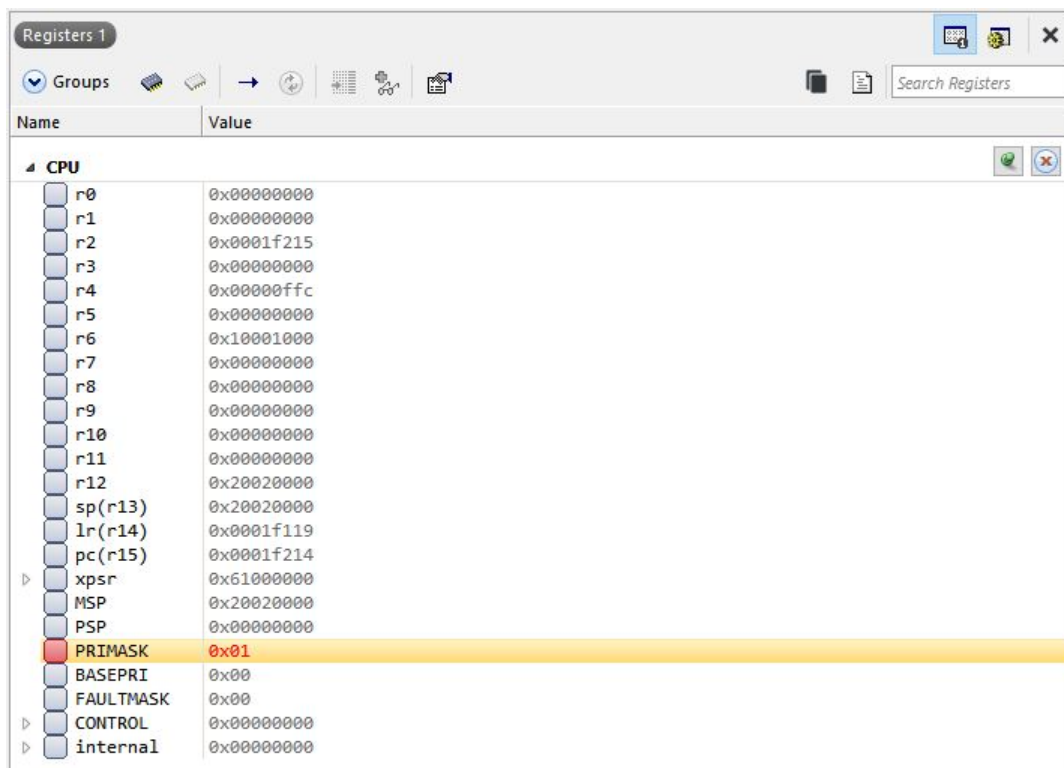 Registers 1
Groups Search Registers
Name Value
CPU
r0 0x00000000
r1 0x00000000
r2 0x0001f215
r3 0x00000000
r4 0x00000ffc
r5 0x00000000
r6 0x10001000
r7 0x00000000
r8 0x00000000
r9 0x00000000
r10 0x00000000
r11 0x00000000
r12 0x20020000
sp(r13) 0x20020000
lr(r14) 0x0001f119
pc(r15) 0x0001f214
xpsr 0x61000000
MSP 0x20020000
PSP 0x00000000
PRIMASK 0x01
BASEPRI 0x00
FAULTMASK 0x00
CONTROL 0x00000000
internal 0x00000000